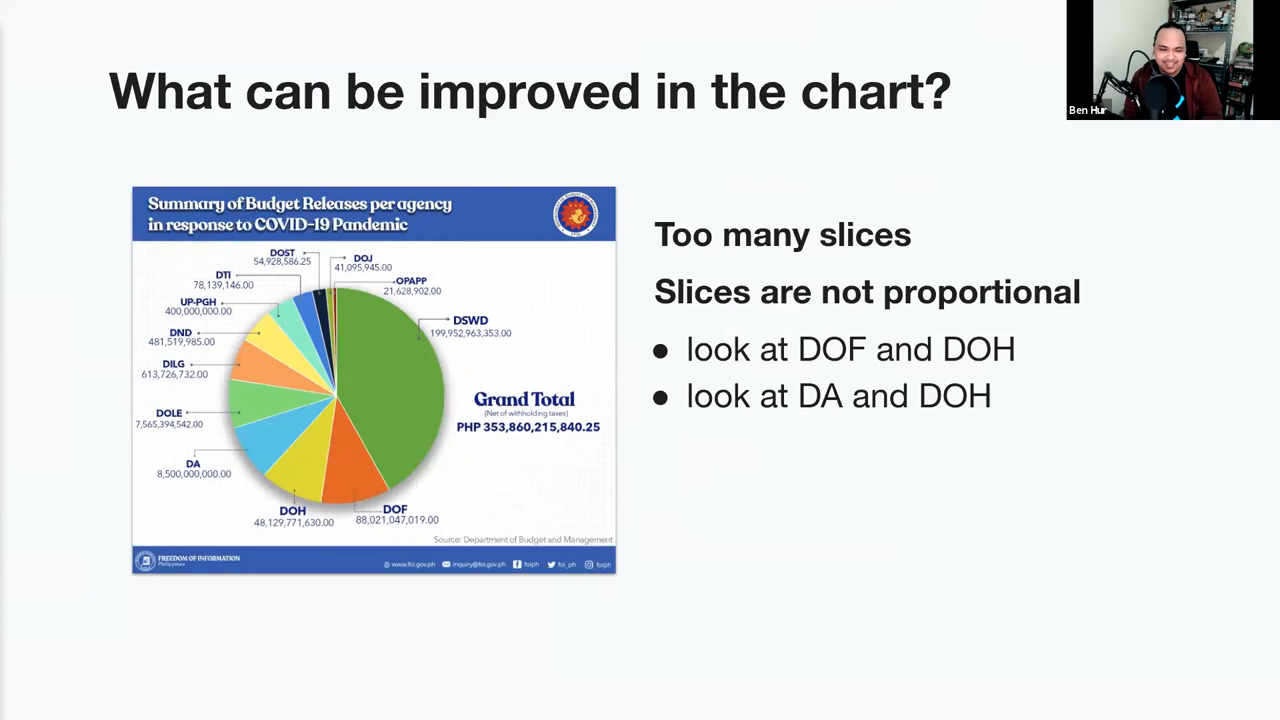 What can be improved in the chart?
Ben Hur
Summary of Budget Releases per agency
in response to COVID-19 Pandemic
DOST
54,928,586.25
DOJ
41,095,945.00
DTI
78,139,146.00
OPAPP
21,628,902.00
UP-PGH
400,000,000.00
DSWD
199,952,963,353.00
DND
481,519,985.00
DILG
613,726,732.00
Grand Total
(Net of withholding taxes)
PHP 353,860,215,840.25
DOLE
7,565,394,542.00
DA
8,500,000,000.00
DOH
48,129,771,630.00
DOF
88,021,047,019.00
Source: Department of Budget and Management
FREEDOM OF INFORMATION
Philippines
www.foi.gov.ph
inquiry@foi.gov.ph
foiph
foi_ph
foiph
Too many slices
Slices are not proportional
● look at DOF and DOH
● look at DA and DOH